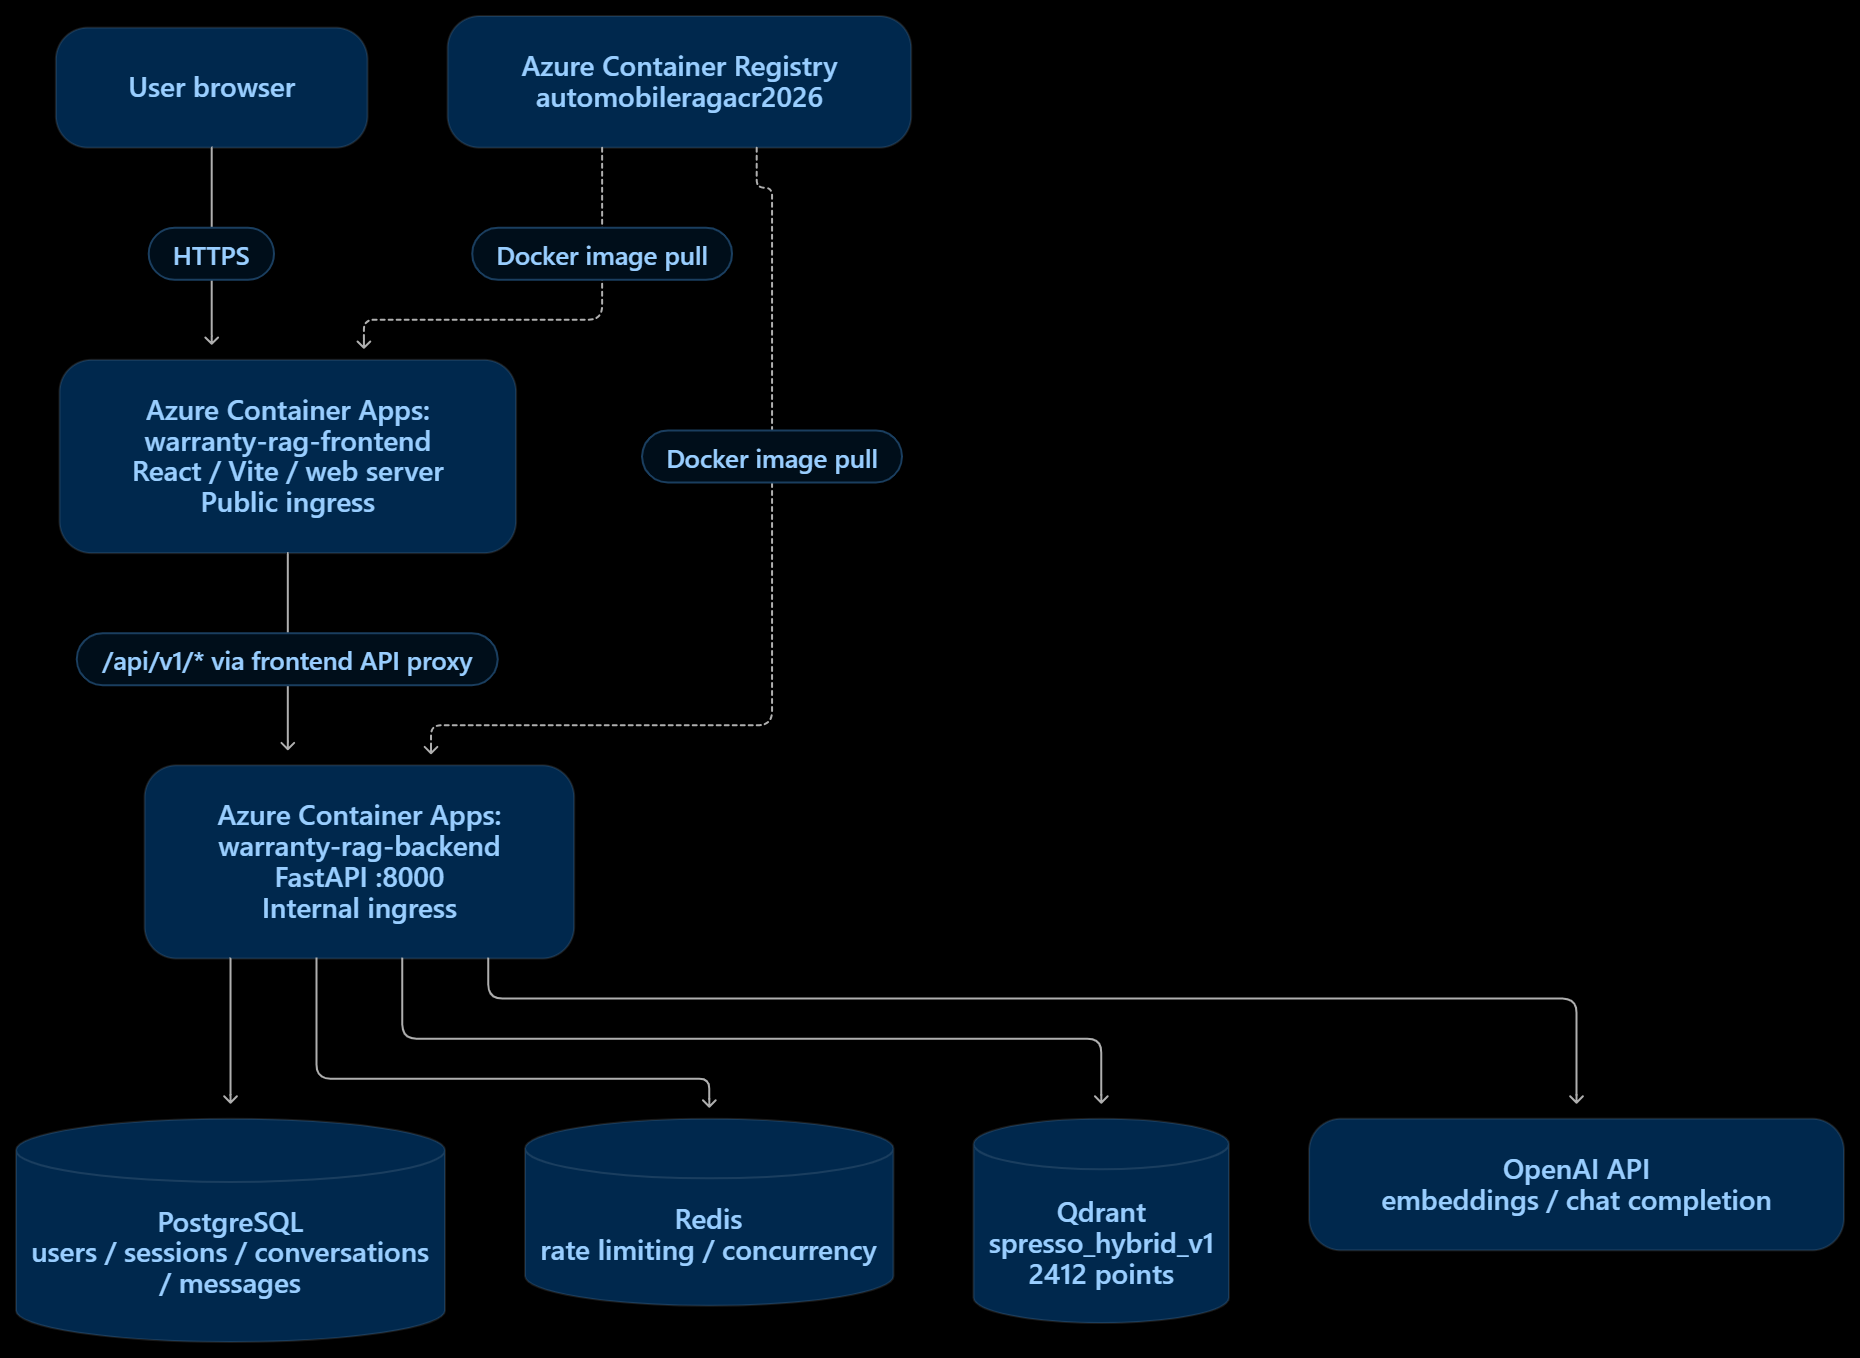 User browser
Azure Container Registry
automobileragacr2026
HTTPS
Docker image pull
Azure Container Apps:
warranty-rag-frontend
React / Vite / web server
Public ingress
Docker image pull
/api/v1/* via frontend API proxy
Azure Container Apps:
warranty-rag-backend
FastAPI :8000
Internal ingress
PostgreSQL
users / sessions / conversations
/ messages
Redis
rate limiting / concurrency
Qdrant
spresso_hybrid_v1
2412 points
OpenAI API
embeddings / chat completion